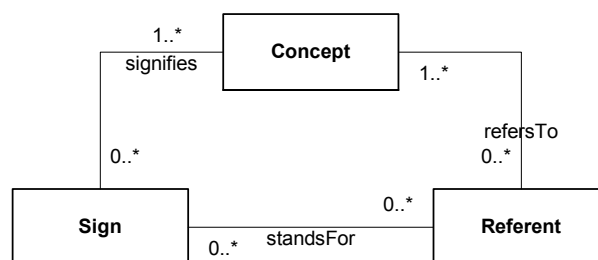 1..*
Concept
signifies
1..*
refersTo
0..*
0..*
0..*
Sign
Referent
standsFor
0..*